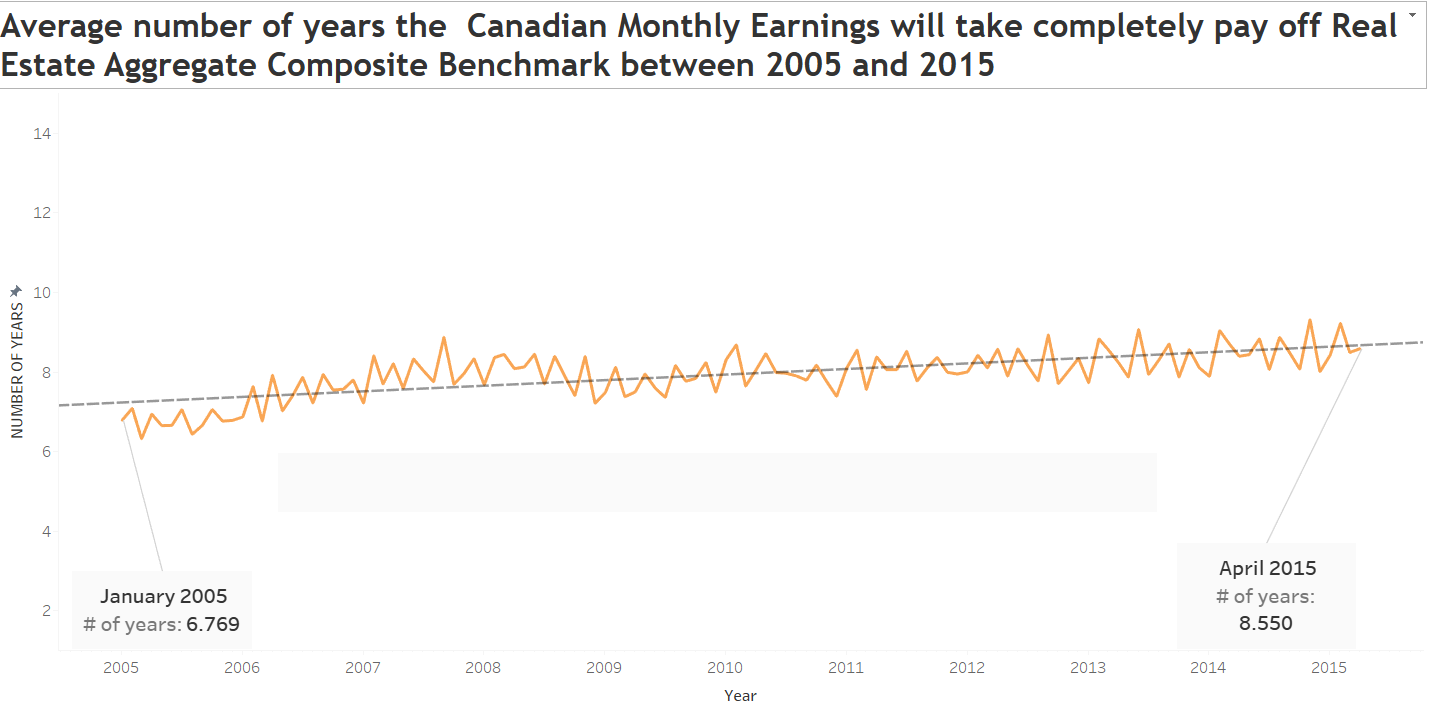 Average number of years the  Canadian Monthly Earnings will take completely pay off Real
Estate Aggregate Composite Benchmark between 2005 and 2015
14
12
10
8
6
4
2
NUMBER OF YEARS
January 2005
# of years: 6.769
April 2015
# of years:
8.550
2005 2006 2007 2008 2009 2010 2011 2012 2013 2014 2015
Year